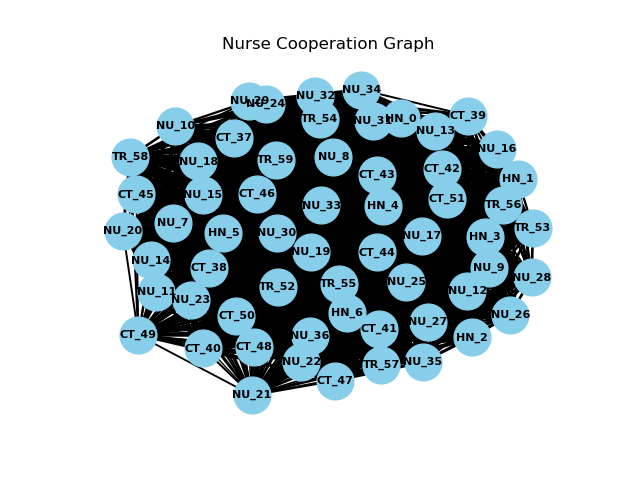 Nurse Cooperation Graph
NU_34
NU_32
NU_29
NU_24
CT_39
HN_0
TR_54
NU_31
NU_10
NU_13
CT_37
NU_16
TR_58
NU_8
TR_59
NU_18
CT_42
CT_43
HN_1
CT_45
CT_46
NU_15
CT_51
TR_56
NU_33
HN_4
NU_7
TR_53
NU_20
HN_5
NU_30
NU_17
HN_3
NU_19
CT_44
NU_14
CT_38
NU_9
NU_28
NU_25
TR_55
TR_52
NU_11
NU_12
NU_23
HN_6
NU_26
CT_50
NU_27
CT_41
CT_49
NU_36
HN_2
CT_40
CT_48
NU_22
NU_35
TR_57
CT_47
NU_21